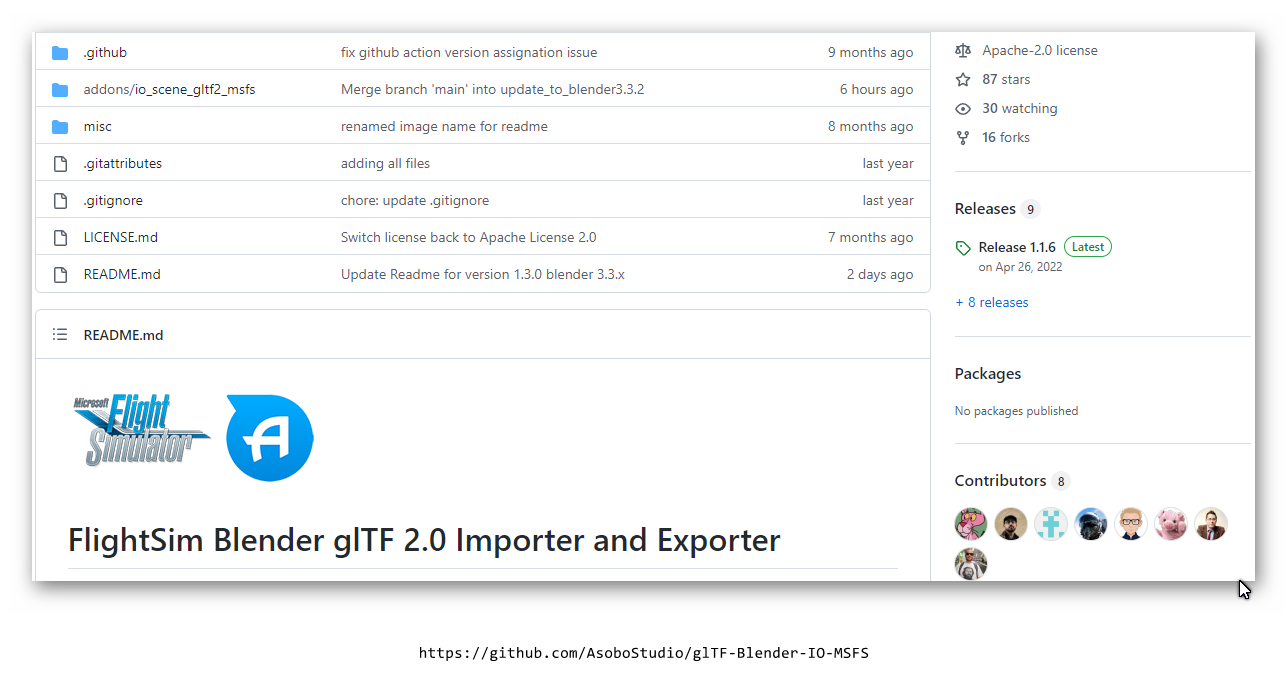 .github fix github action version assignation issue 9 months ago
addons/io_scene_gltf2_msfs Merge branch 'main' into update_to_blender3.3.2 6 hours ago
misc renamed image name for readme 8 months ago
.gitattributes adding all files last year
.gitignore chore: update .gitignore last year
LICENSE.md Switch license back to Apache License 2.0 7 months ago
README.md Update Readme for version 1.3.0 blender 3.3.x 2 days ago
README.md
Microsoft
Flight
Simulator
A
FlightSim Blender glTF 2.0 Importer and Exporter
Apache-2.0 license
87 stars
30 watching
16 forks
Releases 9
Release 1.1.6 Latest
on Apr 26, 2022
+ 8 releases
Packages
No packages published
Contributors 8
https://github.com/AsoboStudio/glTF-Blender-IO-MSFS